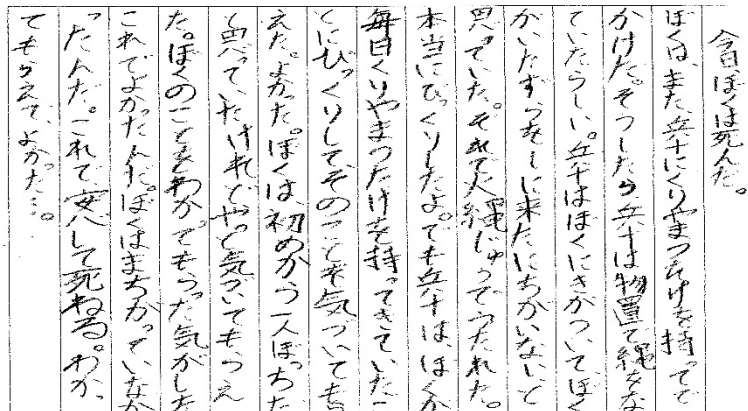 今日ぼくは死んだ。
ぼくは、また兵十にくりやまつたけを持ってで
かけた。そうしたら兵十は物置で縄をな
ていたらしい。兵十はぼくにきがついてぼく
がいたずらをしに来たにちがいないと
思っていた。それで火縄じゅうでうたれた。
本当にびっくりしたよ。でも兵十は、ぼくが
毎日くりやまつたけを持ってきていたこ
とにびっくりしてそのことを気づいてもら
えた。よかった。ぼくは、初めから一人ぼっちだ
と思っていたけれどやっと気づいてもらえ
た。ぼくのことをわかってもらった気がした
これでよかたんだ。ぼくはまちがっていなか
ったんだ。これで安心して死ねる。わかっ
てもらえて、よかった…。